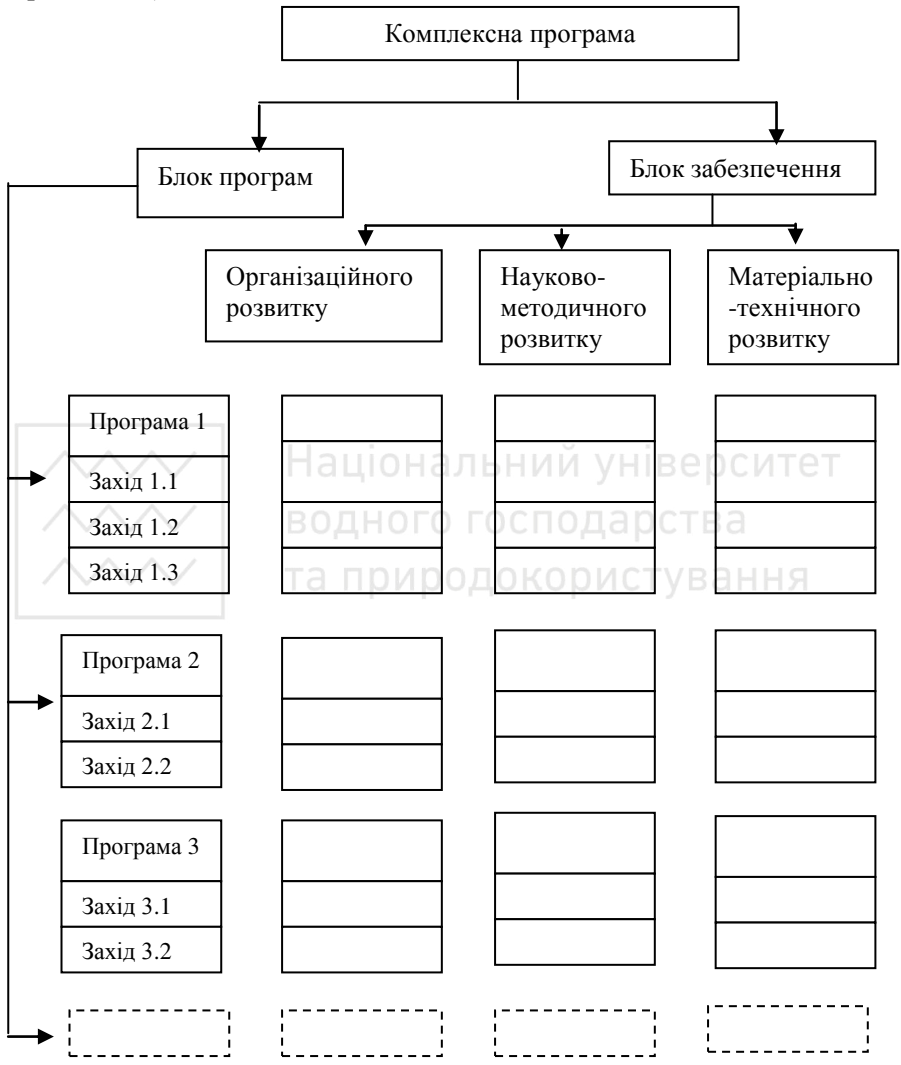 Комплексна програма
Блок програм
Блок забезпечення
Організаційного
розвитку
Науково-
методичного
розвитку
Матеріально
-технічного
розвитку
Програма 1
Захід 1.1
Захід 1.2
Захід 1.3
Національний університет
водного господарства
та природокористування
Програма 2
Захід 2.1
Захід 2.2
Програма 3
Захід 3.1
Захід 3.2